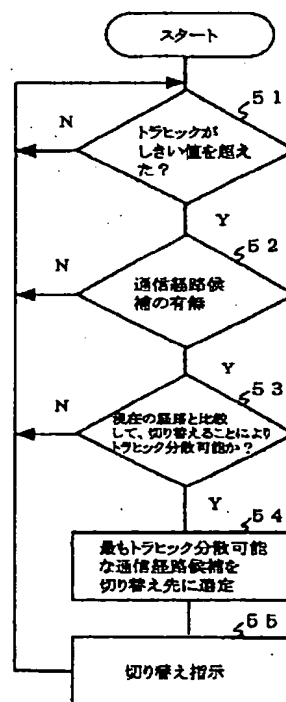 スタート
51
トラヒックが
しきい値を超え
た?
N
Y
52
通信経路候
補の有無
N
Y
53
現在の経路と比較
して、切り替えることにより
トラヒック分散可能か?
N
Y
54
最もトラヒック分散可能
な通信経路候補を
切り替え先に選定
55
切り替え指示